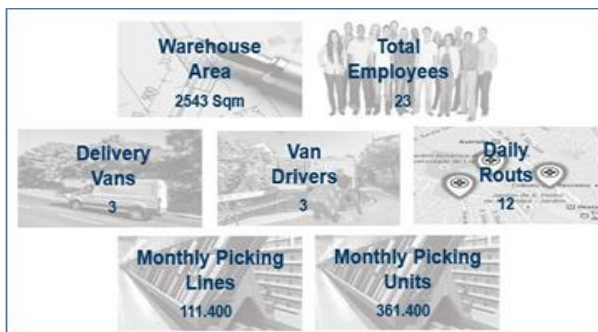 Warehouse
Area
2543 Sqm
Total
Employees
23
Delivery
Vans
3
Van
Drivers
3
Daily
Routs
12
Monthly Picking
Lines
111.400
Monthly Picking
Units
361.400